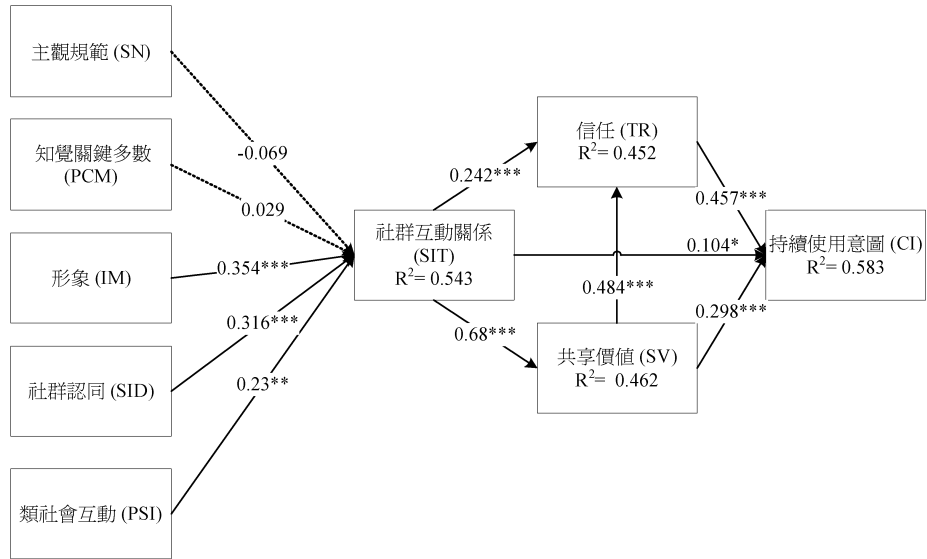 主觀規範 (SN)
知覺關鍵多數
(PCM)
形象 (IM)
社群認同 (SID)
類社會互動 (PSI)
-0.069
0.029
0.354***
0.316***
0.23**
社群互動關係
(SIT)
R²= 0.543
0.242***
0.68***
信任 (TR)
R²= 0.452
0.484***
共享價值 (SV)
R²= 0.462
0.457***
0.104*
0.298***
持續使用意圖 (CI)
R²= 0.583